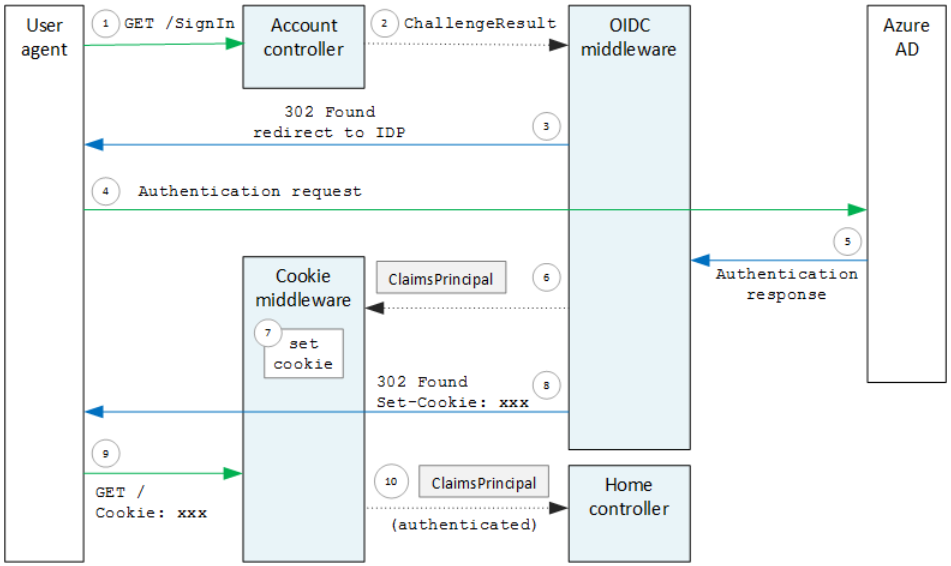 User
agent
1
GET /SignIn
Account
controller
2
ChallengeResult
OIDC
middleware
Azure
AD
302 Found
redirect to IDP
3
4
Authentication request
5
Authentication
response
Cookie
middleware
ClaimsPrincipal
6
7
set
cookie
302 Found
Set-Cookie: xxx
8
9
GET /
Cookie: xxx
10
ClaimsPrincipal
(authenticated)
Home
controller